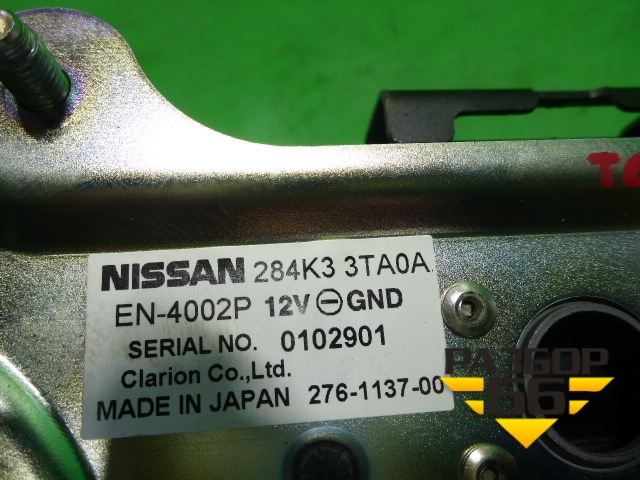 NISSAN 284K3 3TA0A
EN-4002P 12V ⊖ GND
SERIAL NO. 0102901
Clarion Co.,Ltd.
MADE IN JAPAN 276-1137-00
РАЗБОР
66